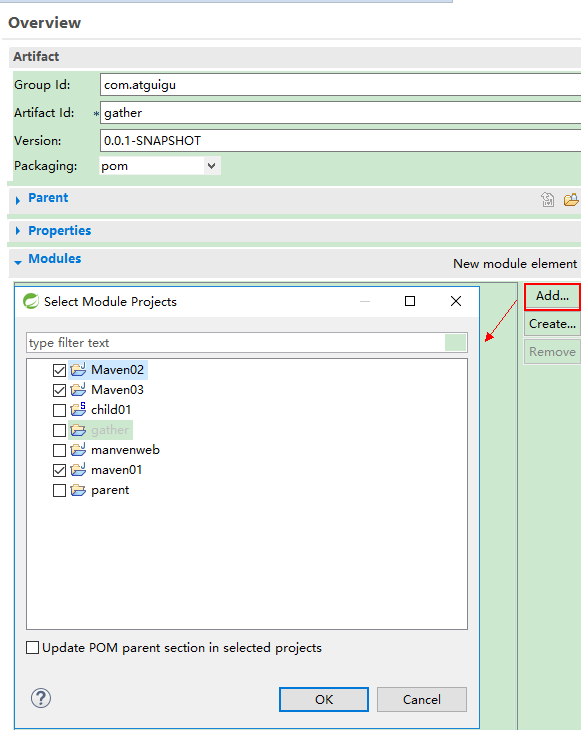 Overview
Artifact
Group Id: com.atguigu
Artifact Id: * gather
Version: 0.0.1-SNAPSHOT
Packaging: pom
Parent
Properties
Modules
New module element
Add...
Create...
Remove
Select Module Projects
type filter text
Maven02
Maven03
child01
gather
manvenweb
maven01
parent
Update POM parent section in selected projects
OK
Cancel